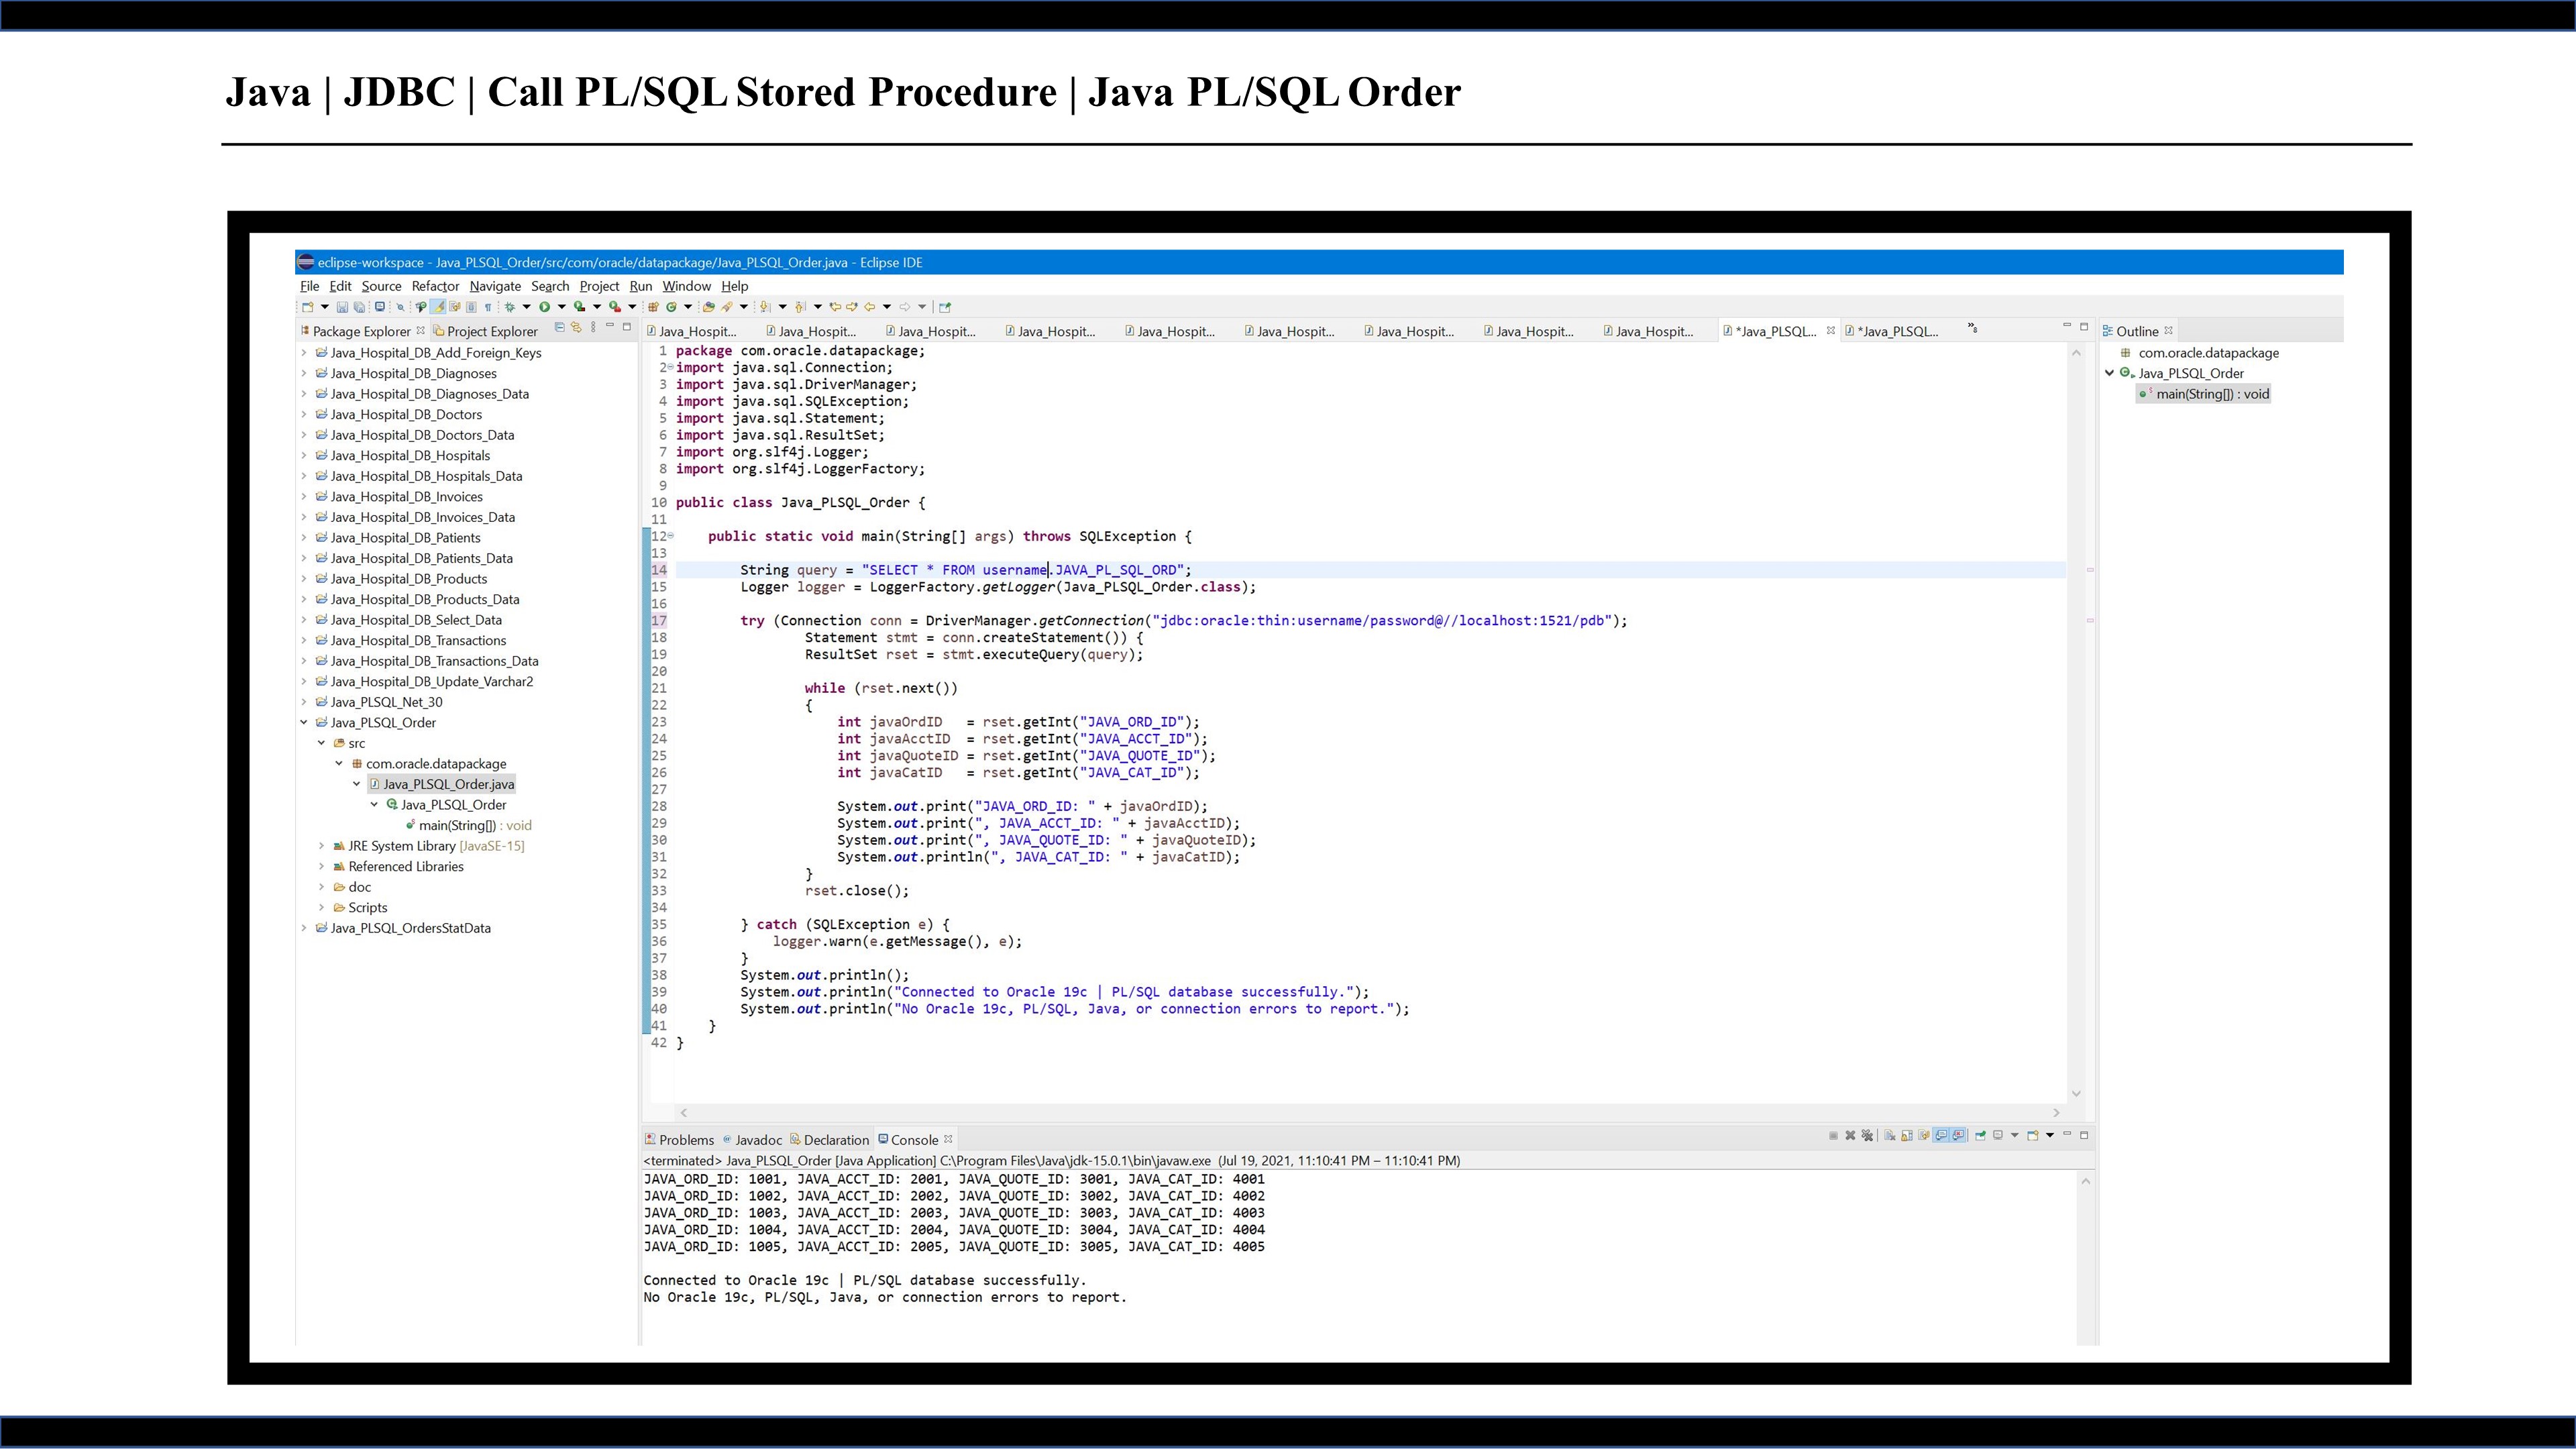 Java | JDBC | Call PL/SQL Stored Procedure | Java PL/SQL Order
eclipse-workspace - Java_PLSQL_Order/src/com/oracle/datapackage/Java_PLSQL_Order.java - Eclipse IDE
File Edit Source Refactor Navigate Search Project Run Window Help
Package Explorer Project Explorer
Java_Hospital_DB_Add_Foreign_Keys
Java_Hospital_DB_Diagnoses
Java_Hospital_DB_Diagnoses_Data
Java_Hospital_DB_Doctors
Java_Hospital_DB_Doctors_Data
Java_Hospital_DB_Hospitals
Java_Hospital_DB_Hospitals_Data
Java_Hospital_DB_Invoices
Java_Hospital_DB_Invoices_Data
Java_Hospital_DB_Patients
Java_Hospital_DB_Patients_Data
Java_Hospital_DB_Products
Java_Hospital_DB_Products_Data
Java_Hospital_DB_Select_Data
Java_Hospital_DB_Transactions
Java_Hospital_DB_Transactions_Data
Java_Hospital_DB_Update_Varchar2
Java_PLSQL_Net_30
Java_PLSQL_Order
src
com.oracle.datapackage
Java_PLSQL_Order.java
Java_PLSQL_Order
main(String[]) : void
JRE System Library [JavaSE-15]
Referenced Libraries
doc
Scripts
Java_PLSQL_OrdersStatData
Java_Hospit... Java_Hospit... Java_Hospit... Java_Hospit... Java_Hospit... Java_Hospit... Java_Hospit... Java_Hospit... Java_Hospit... *Java_PLSQL... *Java_PLSQL... »8
1 package com.oracle.datapackage;
2 import java.sql.Connection;
3 import java.sql.DriverManager;
4 import java.sql.SQLException;
5 import java.sql.Statement;
6 import java.sql.ResultSet;
7 import org.slf4j.Logger;
8 import org.slf4j.LoggerFactory;
9
10 public class Java_PLSQL_Order {
11
12 public static void main(String[] args) throws SQLException {
13
14 String query = "SELECT * FROM username.JAVA_PL_SQL_ORD";
15 Logger logger = LoggerFactory.getLogger(Java_PLSQL_Order.class);
16
17 try (Connection conn = DriverManager.getConnection("jdbc:oracle:thin:username/password@//localhost:1521/pdb");
18 Statement stmt = conn.createStatement()) {
19 ResultSet rset = stmt.executeQuery(query);
20
21 while (rset.next())
22 {
23 int javaOrdID = rset.getInt("JAVA_ORD_ID");
24 int javaAcctID = rset.getInt("JAVA_ACCT_ID");
25 int javaQuoteID = rset.getInt("JAVA_QUOTE_ID");
26 int javaCatID = rset.getInt("JAVA_CAT_ID");
27
28 System.out.print("JAVA_ORD_ID: " + javaOrdID);
29 System.out.print(", JAVA_ACCT_ID: " + javaAcctID);
30 System.out.print(", JAVA_QUOTE_ID: " + javaQuoteID);
31 System.out.println(", JAVA_CAT_ID: " + javaCatID);
32 }
33 rset.close();
34
35 } catch (SQLException e) {
36 logger.warn(e.getMessage(), e);
37 }
38 System.out.println();
39 System.out.println("Connected to Oracle 19c | PL/SQL database successfully.");
40 System.out.println("No Oracle 19c, PL/SQL, Java, or connection errors to report.");
41 }
42 }
Outline
com.oracle.datapackage
Java_PLSQL_Order
main(String[]) : void
Problems Javadoc Declaration Console
<terminated> Java_PLSQL_Order [Java Application] C:\Program Files\Java\jdk-15.0.1\bin\javaw.exe (Jul 19, 2021, 11:10:41 PM – 11:10:41 PM)
JAVA_ORD_ID: 1001, JAVA_ACCT_ID: 2001, JAVA_QUOTE_ID: 3001, JAVA_CAT_ID: 4001
JAVA_ORD_ID: 1002, JAVA_ACCT_ID: 2002, JAVA_QUOTE_ID: 3002, JAVA_CAT_ID: 4002
JAVA_ORD_ID: 1003, JAVA_ACCT_ID: 2003, JAVA_QUOTE_ID: 3003, JAVA_CAT_ID: 4003
JAVA_ORD_ID: 1004, JAVA_ACCT_ID: 2004, JAVA_QUOTE_ID: 3004, JAVA_CAT_ID: 4004
JAVA_ORD_ID: 1005, JAVA_ACCT_ID: 2005, JAVA_QUOTE_ID: 3005, JAVA_CAT_ID: 4005
Connected to Oracle 19c | PL/SQL database successfully.
No Oracle 19c, PL/SQL, Java, or connection errors to report.